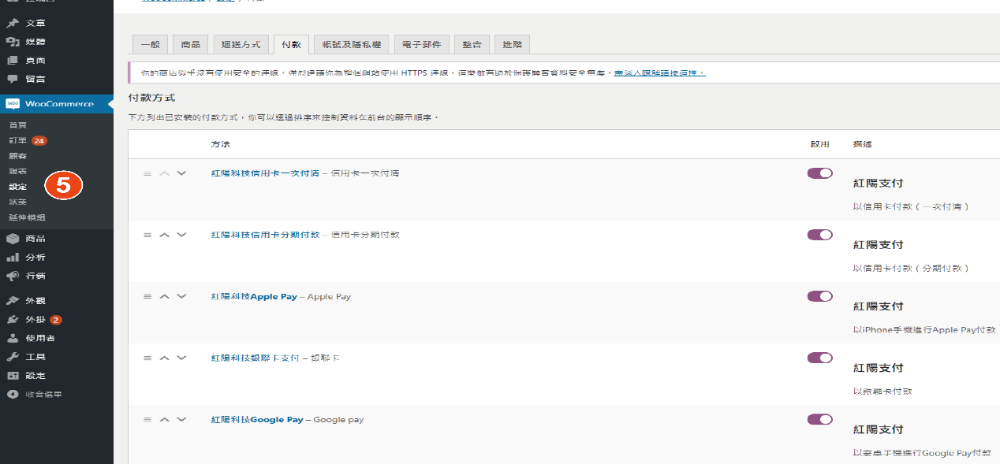 文章
媒體
頁面
留言
WooCommerce
首頁
訂單 24
顧客
報表
設定
5
狀態
延伸模組
商品
分析
行銷
外觀
外掛 2
使用者
工具
設定
收合選單
一般 商品 運送方式 付款 帳號及隱私權 電子郵件 整合 進階
你的商店似乎沒有使用安全的連線。強烈建議你為整個網站使用 HTTPS 連線，這麼做有助於保護顧客資料安全無虞。需深入瞭解請按這裡。
付款方式
下方列出已安裝的付款方式，你可以透過排序來控制資料在前台的顯示順序。
方法 啟用 描述
紅陽科技信用卡一次付清 – 信用卡一次付清
紅陽支付
以信用卡付款（一次付清）
紅陽科技信用卡分期付款 – 信用卡分期付款
紅陽支付
以信用卡付款（分期付款）
紅陽科技Apple Pay – Apple Pay
紅陽支付
以iPhone手機進行Apple Pay付款
紅陽科技銀聯卡支付 – 銀聯卡
紅陽支付
以銀聯卡付款
紅陽科技Google Pay – Google pay
紅陽支付
以安卓手機進行Google Pay付款